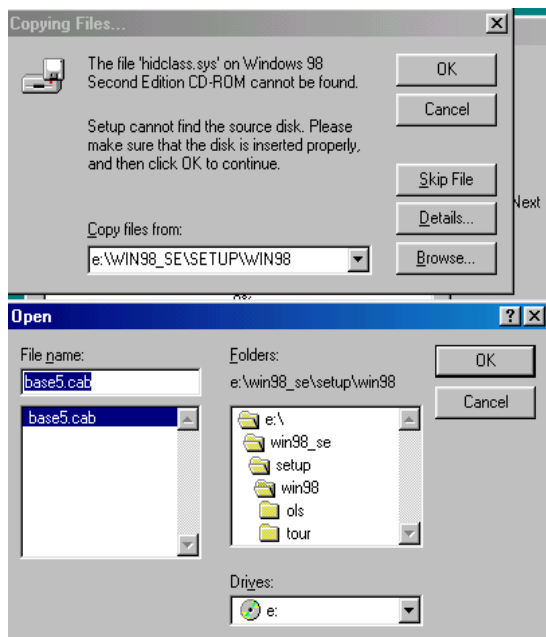 Copying Files...
The file 'hidclass.sys' on Windows 98
Second Edition CD-ROM cannot be found.
Setup cannot find the source disk. Please
make sure that the disk is inserted properly,
and then click OK to continue.
Copy files from:
e:\WIN98_SE\SETUP\WIN98
OK
Cancel
Skip File
Details...
Browse...
Next
0%
Open
File name:
base5.cab
base5.cab
Folders:
e:\win98_se\setup\win98
e:\
win98_se
setup
win98
ols
tour
Drives:
e:
OK
Cancel